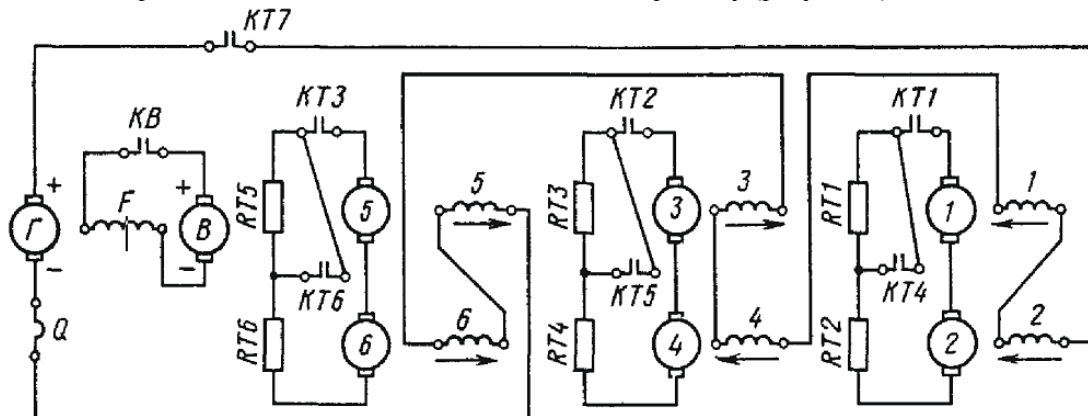 KT7
KT3
KT2
KT1
KB
+
F
+
Г
В
-
-
Q
RT5
RT6
KT6
5
6
5
6
RT3
RT4
KT5
3
4
3
4
RT1
RT2
KT4
1
2
1
2